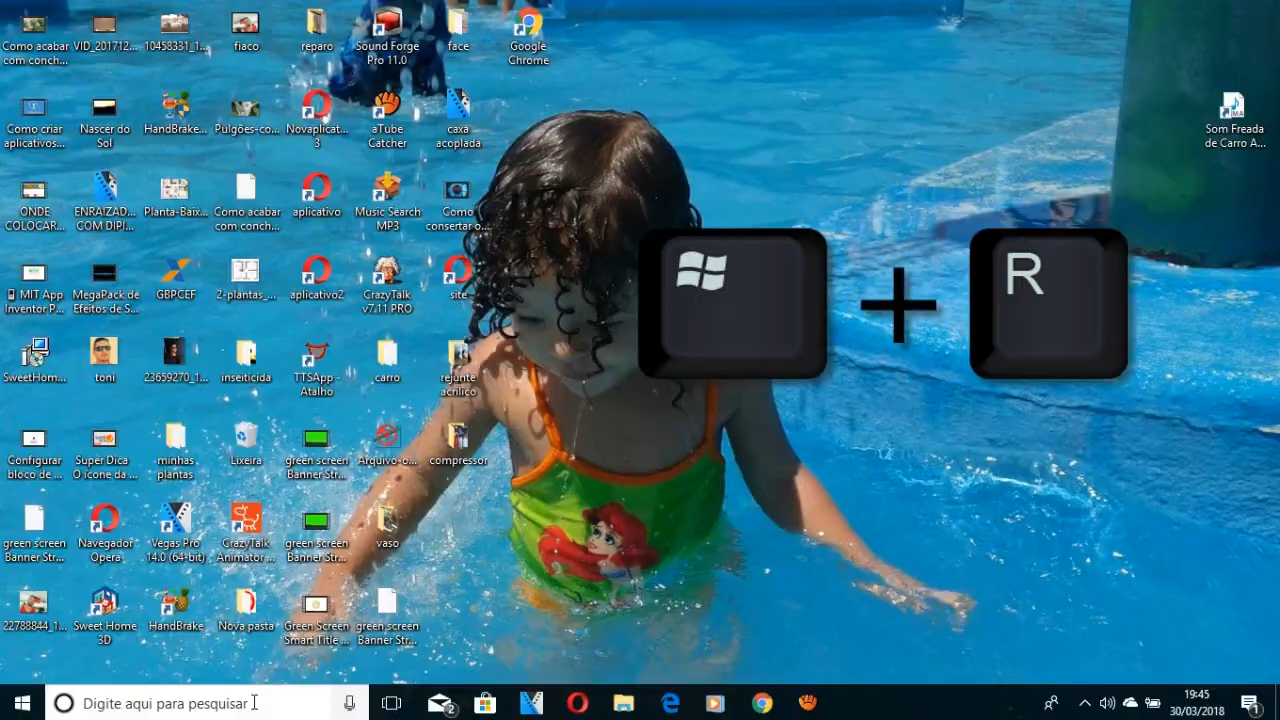 Como acabar
com conch...
VID_201712...
10458331_1...
fiaco
reparo
Sound Forge
Pro 11.0
face
Google
Chrome
Como criar
aplicativos...
Nascer do
Sol
HandBrake...
Pulgões-co...
Novaplicat...
3
aTube
Catcher
caxa
acoplada
Som Freada
de Carro A...
ONDE
COLOCAR...
ENRAIZAD...
COM DIPI...
Planta-Baix...
Como acabar
com conch...
aplicativo
Music Search
MP3
Como
consertar o...
MIT App
Inventor P...
MegaPack de
Efeitos de S...
GBPCEF
2-plantas_...
aplicativo2
CrazyTalk
v7.11 PRO
site
SweetHom...
toni
23659270_1...
inseiticida
TTSApp -
Atalho
carro
rejunte
acrilico
Configurar
bloco de ...
Super Dica
O ícone da ...
minhas
plantas
Lixeira
green screen
Banner Str...
Arquivo-o...
compressor
green screen
Banner Str...
Navegador
Opera
Vegas Pro
14.0 (64-bit)
CrazyTalk
Animator ...
green screen
Banner Str...
vaso
22788844_1...
Sweet Home
3D
HandBrake
Nova pasta
Green Screen
Smart Title ...
green screen
Banner Str...
+
R
Digite aqui para pesquisar
2
19:45
30/03/2018
1